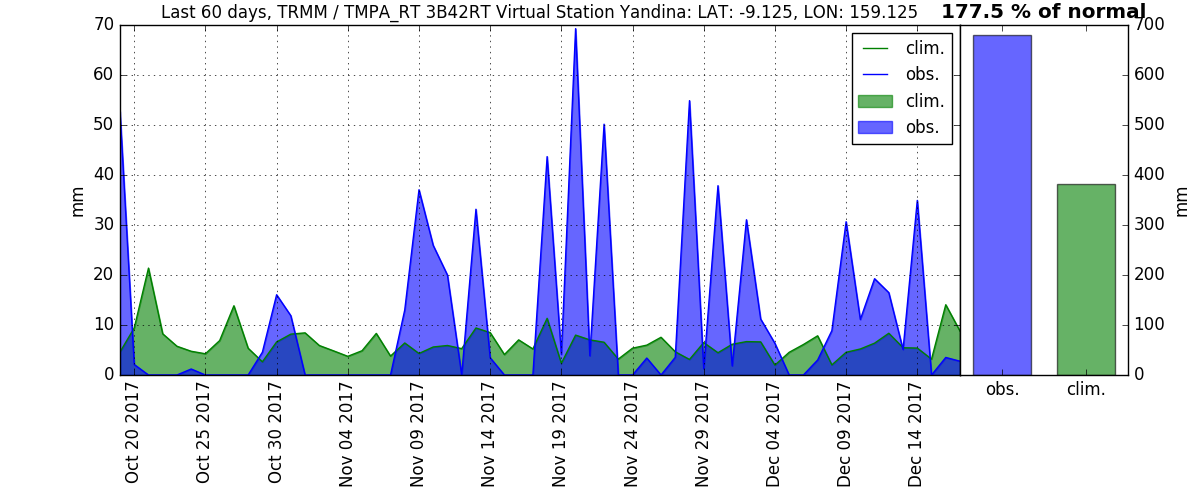 Last 60 days, TRMM / TMPA_RT 3B42RT Virtual Station Yandina: LAT: -9.125, LON: 159.125
177.5 % of normal
70
60
50
40
30
20
10
0
mm
clim.
obs.
clim.
obs.
Oct 20 2017
Oct 25 2017
Oct 30 2017
Nov 04 2017
Nov 09 2017
Nov 14 2017
Nov 19 2017
Nov 24 2017
Nov 29 2017
Dec 04 2017
Dec 09 2017
Dec 14 2017
700
600
500
400
300
200
100
0
mm
obs.
clim.